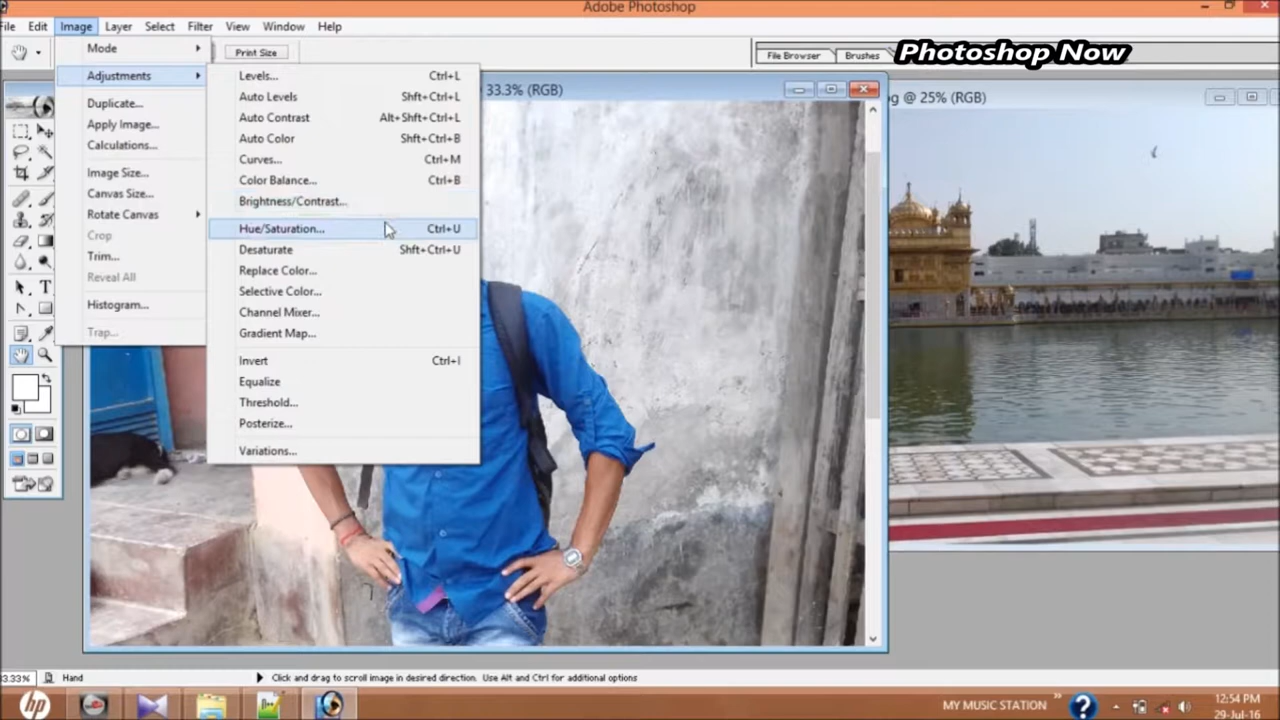 Adobe Photoshop
File Edit Image Layer Select Filter View Window Help
Print Size
File Browser Brushes
Photoshop Now
Mode
Adjustments
Duplicate...
Apply Image...
Calculations...
Image Size...
Canvas Size...
Rotate Canvas
Crop
Trim...
Reveal All
Histogram...
Trap...
Levels... Ctrl+L
Auto Levels Shft+Ctrl+L
Auto Contrast Alt+Shft+Ctrl+L
Auto Color Shft+Ctrl+B
Curves... Ctrl+M
Color Balance... Ctrl+B
Brightness/Contrast...
Hue/Saturation... Ctrl+U
Desaturate Shft+Ctrl+U
Replace Color...
Selective Color...
Channel Mixer...
Gradient Map...
Invert Ctrl+I
Equalize
Threshold...
Posterize...
Variations...
33.3% (RGB)
ng @ 25% (RGB)
33.33% Hand Click and drag to scroll image in desired direction. Use Alt and Ctrl for additional options
hp MY MUSIC STATION 12:54 PM
29-Jul-16